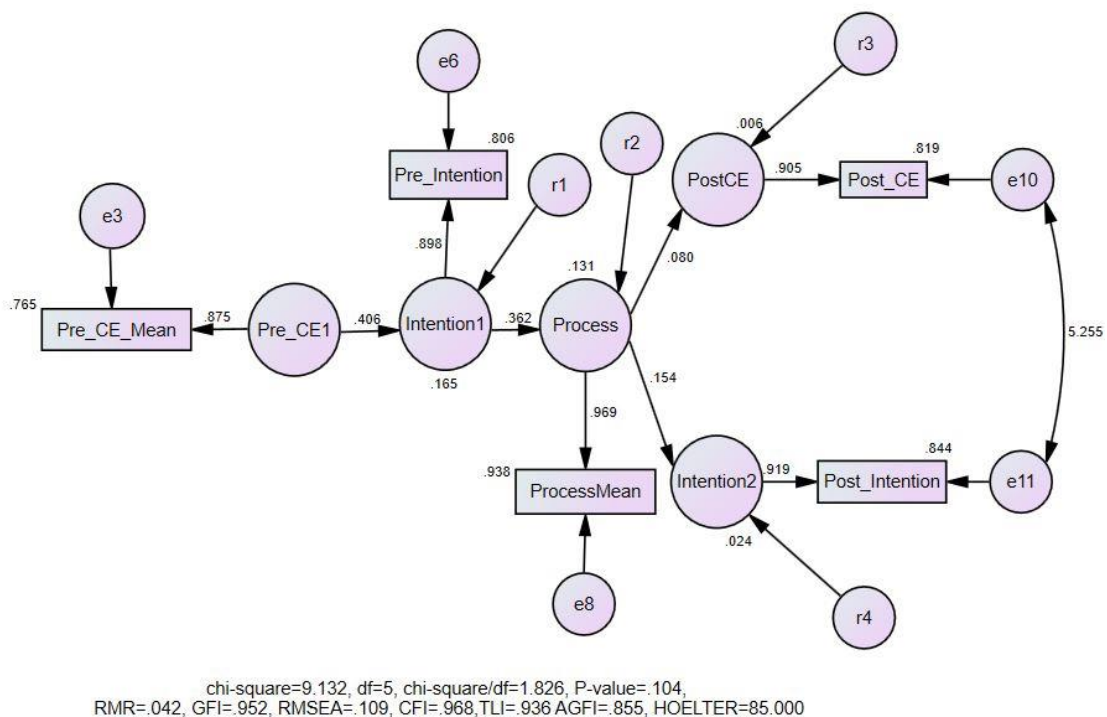 r3
e6
.006
.806
r2
.819
Pre_Intention
PostCE
.905
Post_CE
e10
r1
e3
.898
.131
.080
.765
Pre_CE_Mean
.875
Pre_CE1
.406
Intention1
.362
Process
5.255
.165
.154
.969
.844
.938
ProcessMean
Intention2
.919
Post_Intention
e11
.024
e8
r4
chi-square=9.132, df=5, chi-square/df=1.826, P-value=.104,
RMR=.042, GFI=.952, RMSEA=.109, CFI=.968,TLI=.936 AGFI=.855, HOELTER=85.000